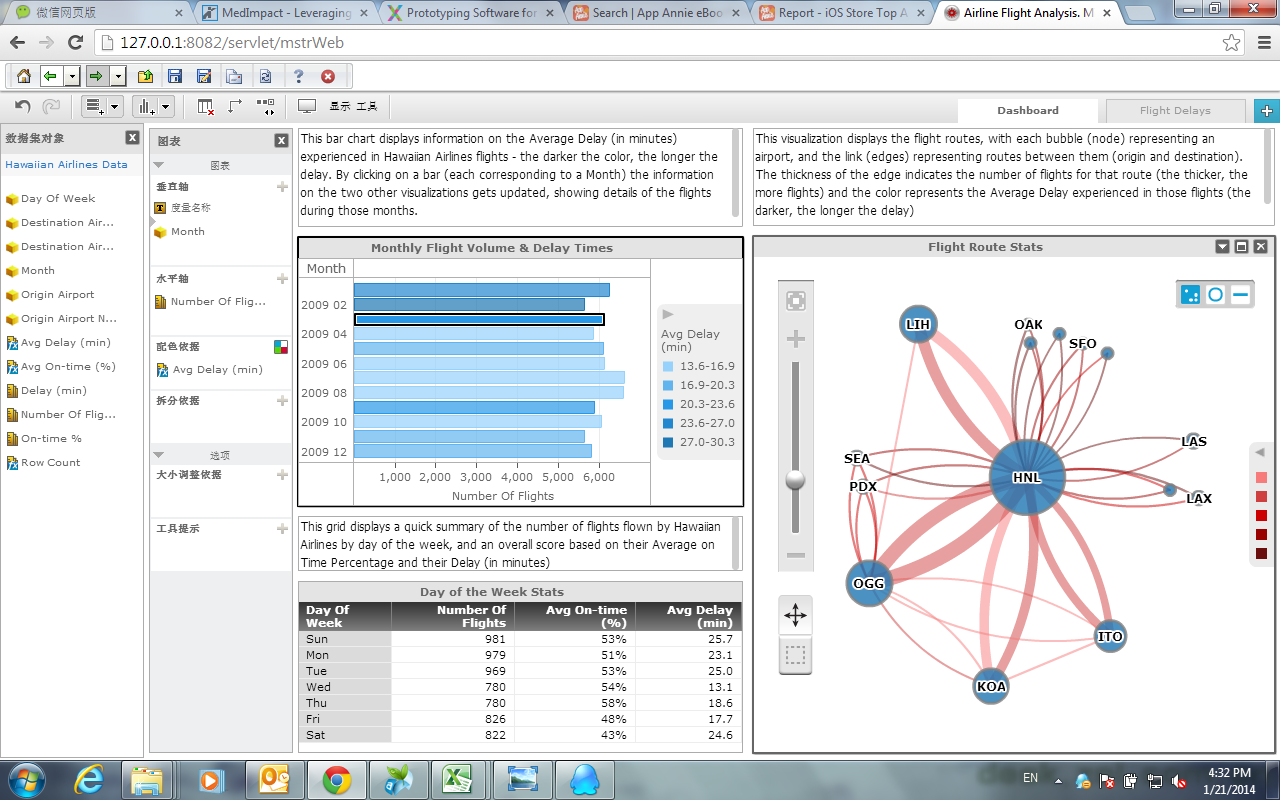 微信网页版
MedImpact - Leveraging
Prototyping Software for
Search | App Annie eBoo
Report - iOS Store Top A
Airline Flight Analysis. M
127.0.0.1:8082/servlet/mstrWeb
显示 工具
Dashboard
Flight Delays
数据集对象
Hawaiian Airlines Data
Day Of Week
Destination Air...
Destination Air...
Month
Origin Airport
Origin Airport N...
Avg Delay (min)
Avg On-time (%)
Delay (min)
Number Of Flig...
On-time %
Row Count
图表
图表
垂直轴
度量名称
Month
水平轴
Number Of Flig...
配色依据
Avg Delay (min)
拆分依据
选项
大小调整依据
工具提示
This bar chart displays information on the Average Delay (in minutes)
experienced in Hawaiian Airlines flights - the darker the color, the longer the
delay. By clicking on a bar (each corresponding to a Month) the information
on the two other visualizations gets updated, showing details of the flights
during those months.
Monthly Flight Volume & Delay Times
Month
2009 02
2009 04
2009 06
2009 08
2009 10
2009 12
1,000 2,000 3,000 4,000 5,000 6,000
Number Of Flights
Avg Delay
(min)
13.6-16.9
16.9-20.3
20.3-23.6
23.6-27.0
27.0-30.3
This grid displays a quick summary of the number of flights flown by Hawaiian
Airlines by day of the week, and an overall score based on their Average on
Time Percentage and their Delay (in minutes)
Day of the Week Stats
Day Of Week Number Of Flights Avg On-time (%) Avg Delay (min)
Sun 981 53% 25.7
Mon 979 51% 23.1
Tue 969 53% 25.0
Wed 780 54% 13.1
Thu 780 58% 18.6
Fri 826 48% 17.7
Sat 822 43% 24.6
This visualization displays the flight routes, with each bubble (node) representing an
airport, and the link (edges) representing routes between them (origin and destination).
The thickness of the edge indicates the number of flights for that route (the thicker, the
more flights) and the color represents the Average Delay experienced in those flights (the
darker, the longer the delay)
Flight Route Stats
LIH
OAK
SFO
LAS
SEA
HNL
PDX
LAX
OGG
ITO
KOA
EN
4:32 PM
1/21/2014